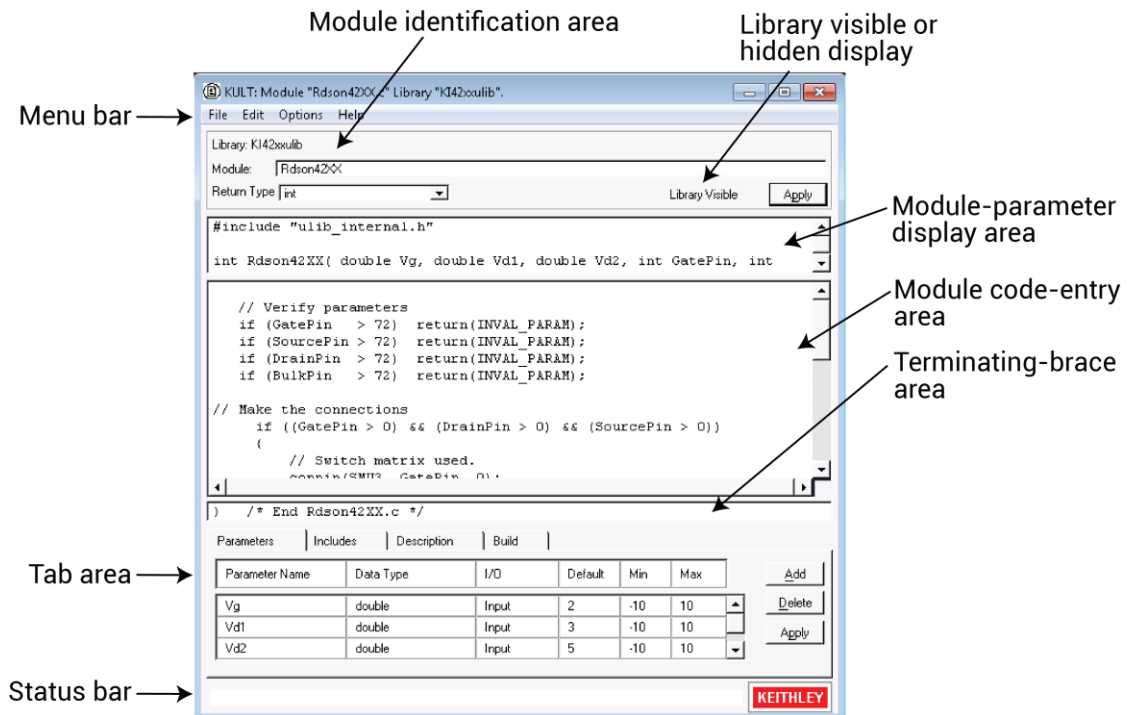 Module identification area
Library visible or
hidden display
Menu bar
KULT: Module "Rdson42XX.c" Library "KI42xxulib".
File Edit Options Help
Library: KI42xxulib
Module: Rdson42XX
Return Type int
Library Visible
Apply
Module-parameter
display area
#include "ulib_internal.h"
int Rdson42XX( double Vg, double Vd1, double Vd2, int GatePin, int
Module code-entry
area
// Verify parameters
if (GatePin > 72) return(INVAL_PARAM);
if (SourcePin > 72) return(INVAL_PARAM);
if (DrainPin > 72) return(INVAL_PARAM);
if (BulkPin > 72) return(INVAL_PARAM);
Terminating-brace
area
// Make the connections
if ((GatePin > 0) && (DrainPin > 0) && (SourcePin > 0))
{
// Switch matrix used.
conpin(SMU3, GatePin, 0);
} /* End Rdson42XX.c */
Parameters Includes Description Build
Tab area
Parameter Name Data Type I/O Default Min Max
Add
Vg double Input 2 -10 10
Delete
Vd1 double Input 3 -10 10
Apply
Vd2 double Input 5 -10 10
Status bar
KEITHLEY